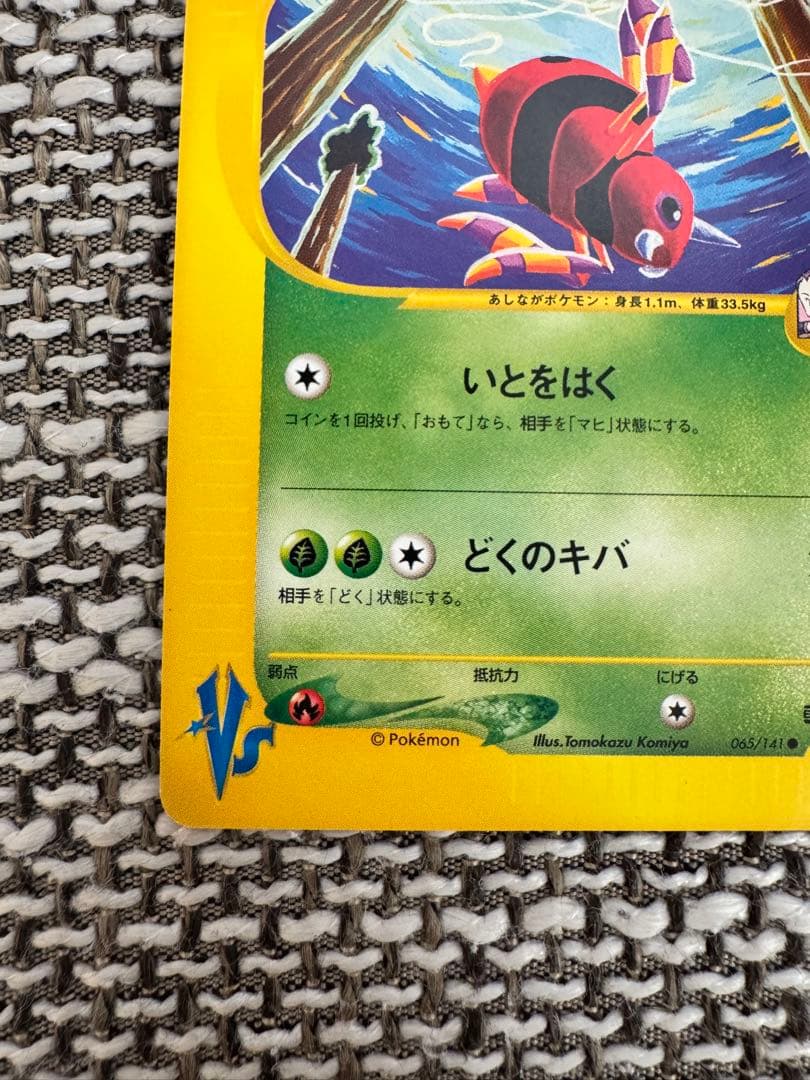 あしながポケモン：身長1.1m、体重33.5kg
いとをはく
コインを1回投げ、「おもて」なら、相手を「マヒ」状態にする。
どくのキバ
相手を「どく」状態にする。
弱点 抵抗力 にげる
VS
© Pokémon Illus.Tomokazu Komiya 065/141 ●